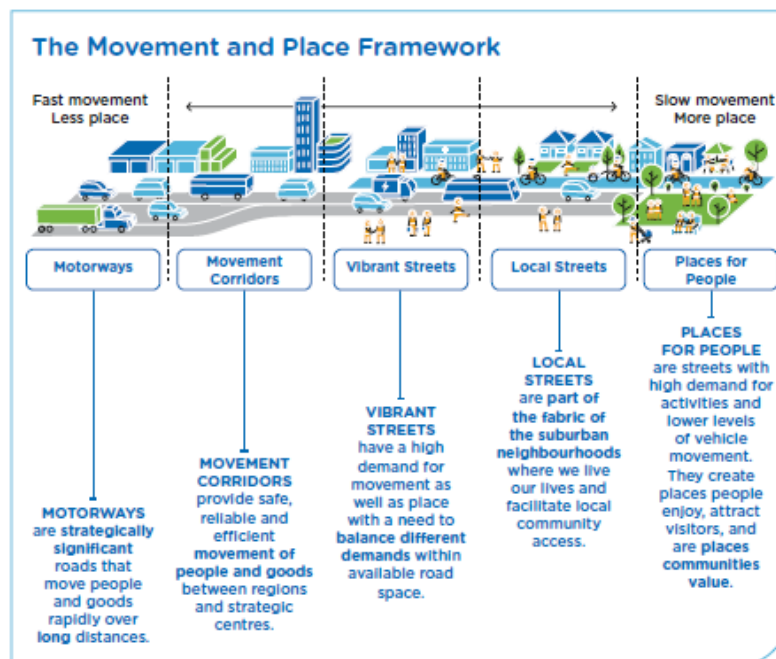 The Movement and Place Framework
Fast movement
Less place
Slow movement
More place
Motorways
Movement
Corridors
Vibrant Streets
Local Streets
Places for
People
MOTORWAYS
are strategically
significant
roads that
move people
and goods
rapidly over
long distances.
MOVEMENT
CORRIDORS
provide safe,
reliable and
efficient
movement of
people and goods
between regions
and strategic
centres.
VIBRANT
STREETS
have a high
demand for
movement as
well as place
with a need to
balance different
demands within
available road
space.
LOCAL
STREETS
are part of
the fabric of
the suburban
neighbourhoods
where we live
our lives and
facilitate local
community
access.
PLACES
FOR PEOPLE
are streets with
high demand for
activities and
lower levels
of vehicle
movement.
They create
places people
enjoy, attract
visitors, and
are places
communities
value.